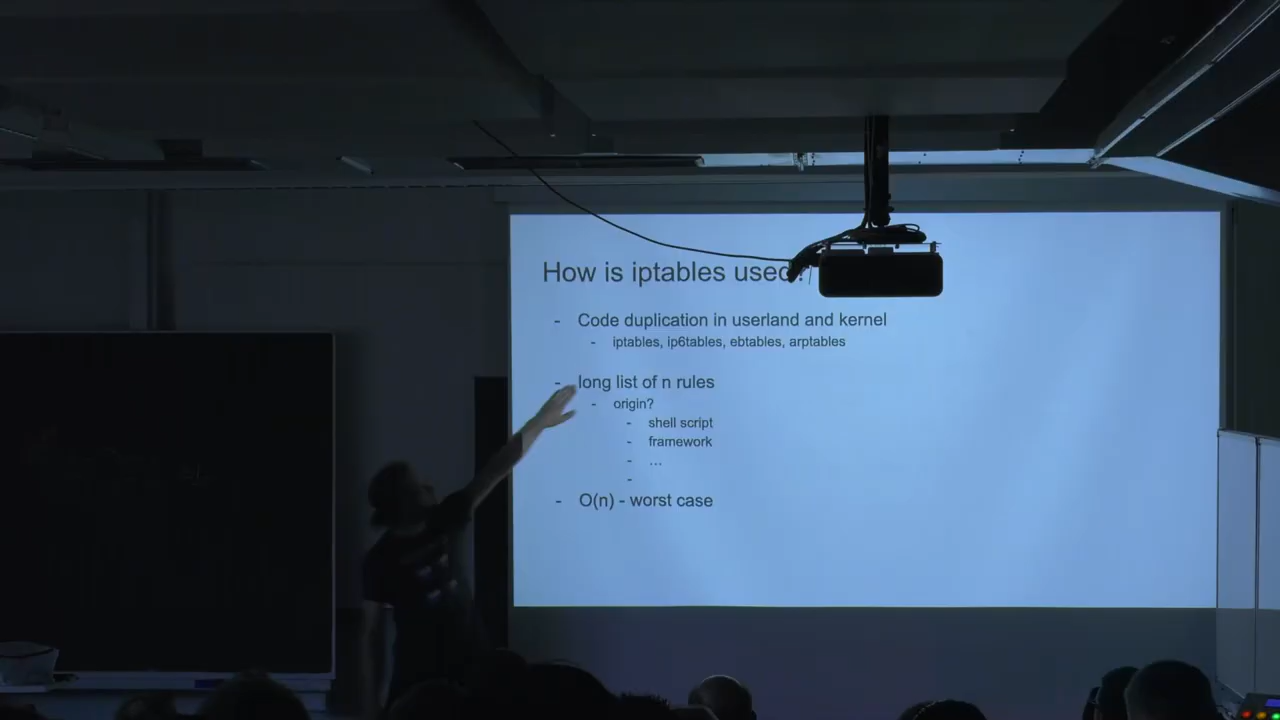 How is iptables used?
- Code duplication in userland and kernel
- iptables, ip6tables, ebtables, arptables
- long list of n rules
- origin?
- shell script
- framework
- ...
-
- O(n) - worst case